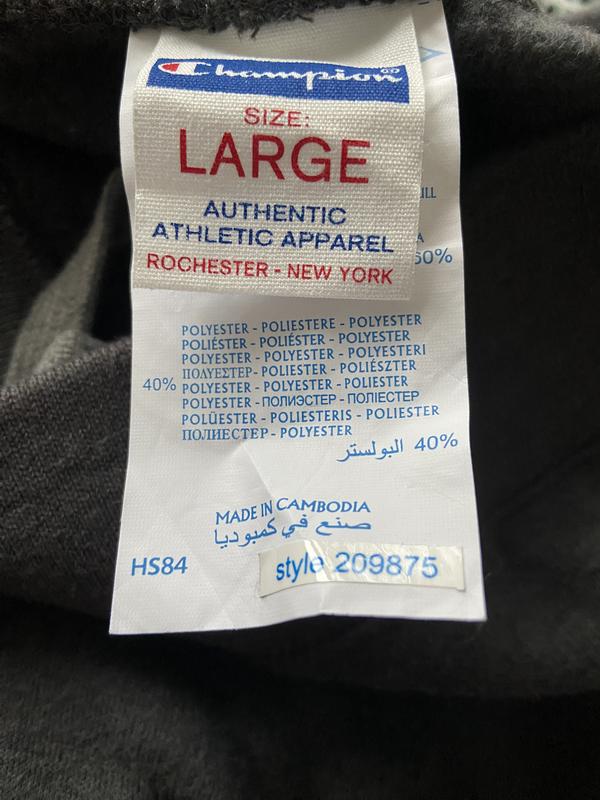 Champion
SIZE:
LARGE
AUTHENTIC
ATHLETIC APPAREL
ROCHESTER - NEW YORK
60%
POLYESTER - POLIESTERE - POLYESTER
POLIÉSTER - POLIÉSTER - POLYESTER
POLYESTER - POLYESTER - POLYESTERI
ΠΟΛΥΕΣΤΕΡ - POLIESTER - POLIÉSZTER
40% POLYESTER - POLYESTER - POLIESTER
POLYESTER - ПОЛИЭСТЕР - ПОЛІЕСТЕР
POLÜESTER - POLIESTERIS - POLIESTER
ПОЛИЕСТЕР - POLYESTER
40% البولستر
MADE IN CAMBODIA
صنع في كمبوديا
HS84
style 209875